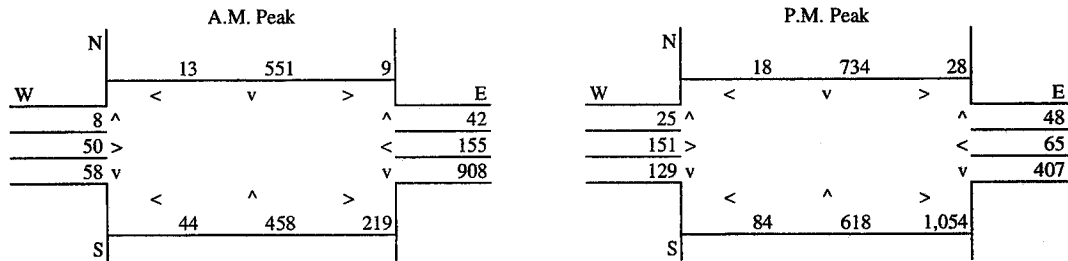 A.M. Peak
N
13 551 9
< v >
W
E
8 ^
^ 42
50 >
< 155
58 v
v 908
< ^ >
44 458 219
S
P.M. Peak
N
18 734 28
< v >
W
E
25 ^
^ 48
151 >
< 65
129 v
v 407
< ^ >
84 618 1,054
S